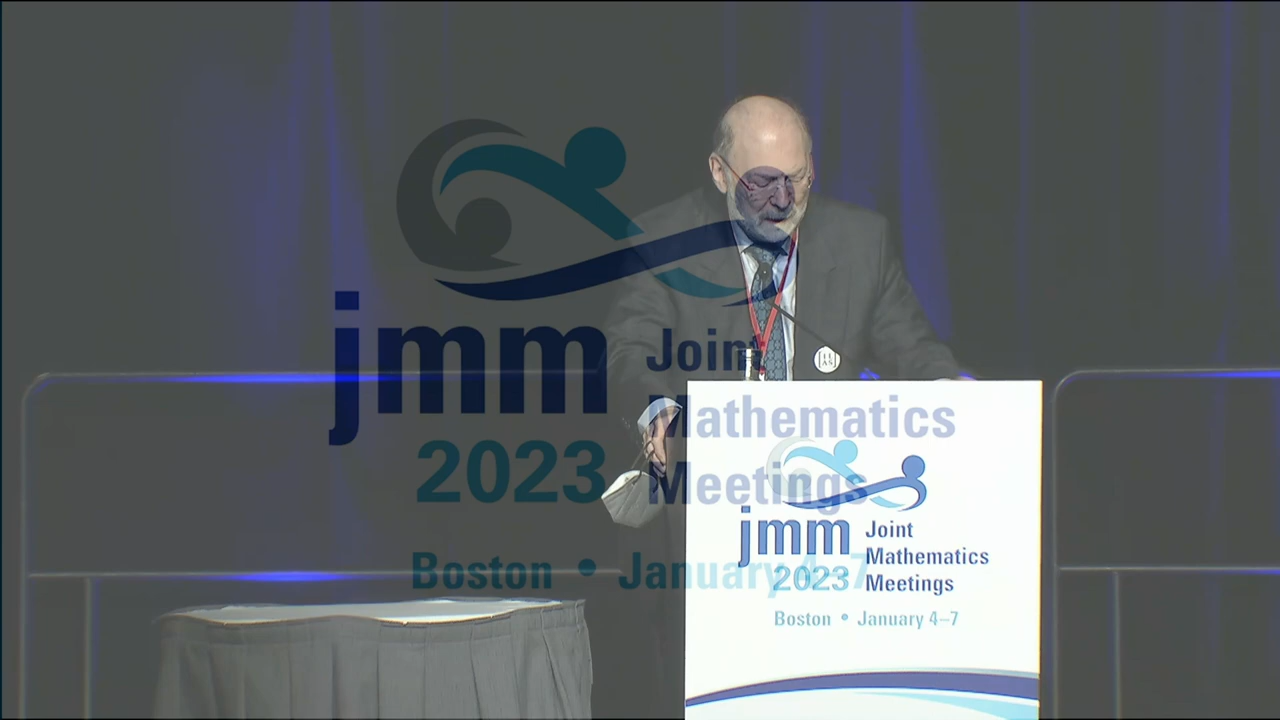 jmm
2023
Joint
Mathematics
Meetings
Boston • January 4-7
jmm
2023
Joint
Mathematics
Meetings
Boston • January 4–7